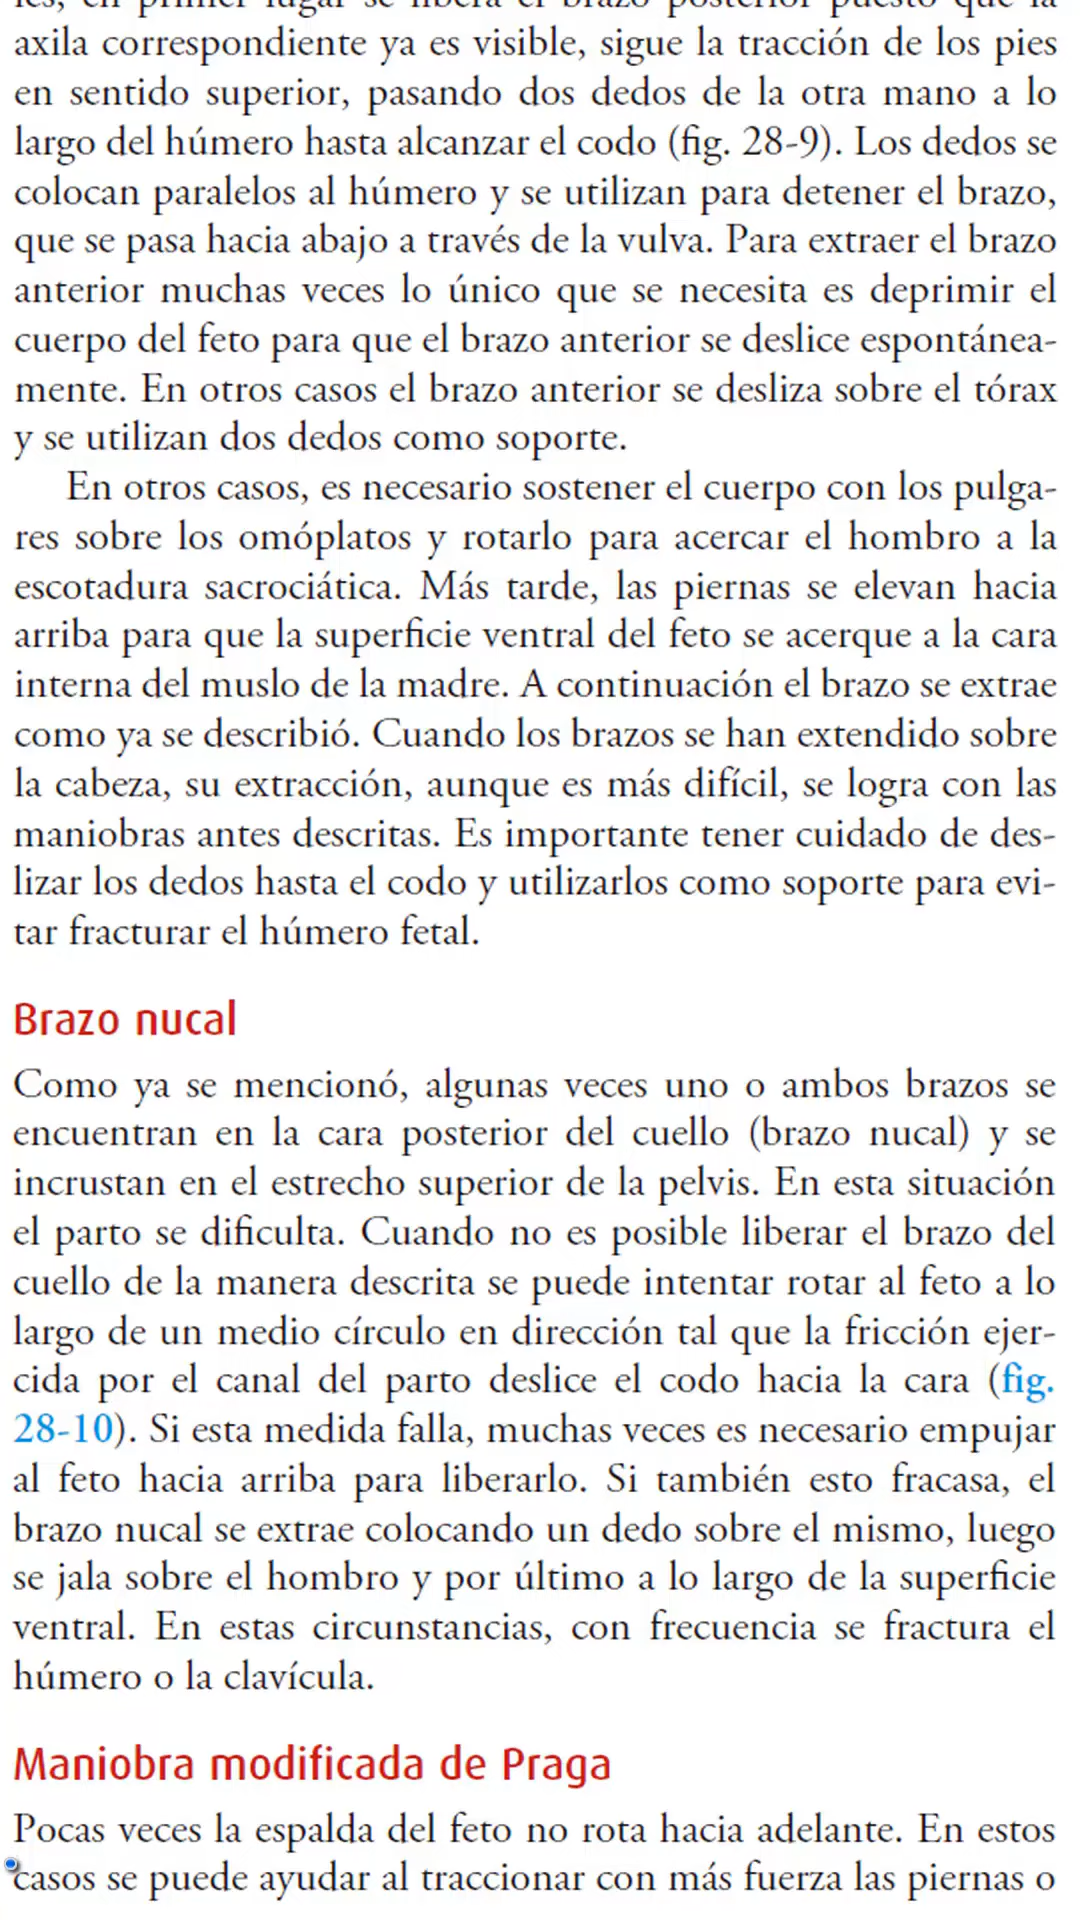 les, en primer lugar se libera el brazo posterior puesto que la
axila correspondiente ya es visible, sigue la tracción de los pies
en sentido superior, pasando dos dedos de la otra mano a lo
largo del húmero hasta alcanzar el codo (fig. 28-9). Los dedos se
colocan paralelos al húmero y se utilizan para detener el brazo,
que se pasa hacia abajo a través de la vulva. Para extraer el brazo
anterior muchas veces lo único que se necesita es deprimir el
cuerpo del feto para que el brazo anterior se deslice espontánea-
mente. En otros casos el brazo anterior se desliza sobre el tórax
y se utilizan dos dedos como soporte.
En otros casos, es necesario sostener el cuerpo con los pulga-
res sobre los omóplatos y rotarlo para acercar el hombro a la
escotadura sacrociática. Más tarde, las piernas se elevan hacia
arriba para que la superficie ventral del feto se acerque a la cara
interna del muslo de la madre. A continuación el brazo se extrae
como ya se describió. Cuando los brazos se han extendido sobre
la cabeza, su extracción, aunque es más difícil, se logra con las
maniobras antes descritas. Es importante tener cuidado de des-
lizar los dedos hasta el codo y utilizarlos como soporte para evi-
tar fracturar el húmero fetal.
Brazo nucal
Como ya se mencionó, algunas veces uno o ambos brazos se
encuentran en la cara posterior del cuello (brazo nucal) y se
incrustan en el estrecho superior de la pelvis. En esta situación
el parto se dificulta. Cuando no es posible liberar el brazo del
cuello de la manera descrita se puede intentar rotar al feto a lo
largo de un medio círculo en dirección tal que la fricción ejer-
cida por el canal del parto deslice el codo hacia la cara (fig.
28-10). Si esta medida falla, muchas veces es necesario empujar
al feto hacia arriba para liberarlo. Si también esto fracasa, el
brazo nucal se extrae colocando un dedo sobre el mismo, luego
se jala sobre el hombro y por último a lo largo de la superficie
ventral. En estas circunstancias, con frecuencia se fractura el
húmero o la clavícula.
Maniobra modificada de Praga
Pocas veces la espalda del feto no rota hacia adelante. En estos
casos se puede ayudar al traccionar con más fuerza las piernas o